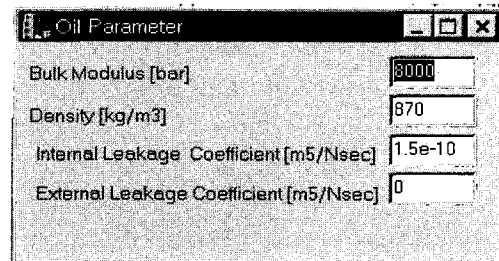 Oil Parameter
Bulk Modulus [bar] 8000
Density [kg/m3] 870
Internal Leakage Coefficient [m5/Nsec] 1.5e-10
External Leakage Coefficient [m5/Nsec] 0